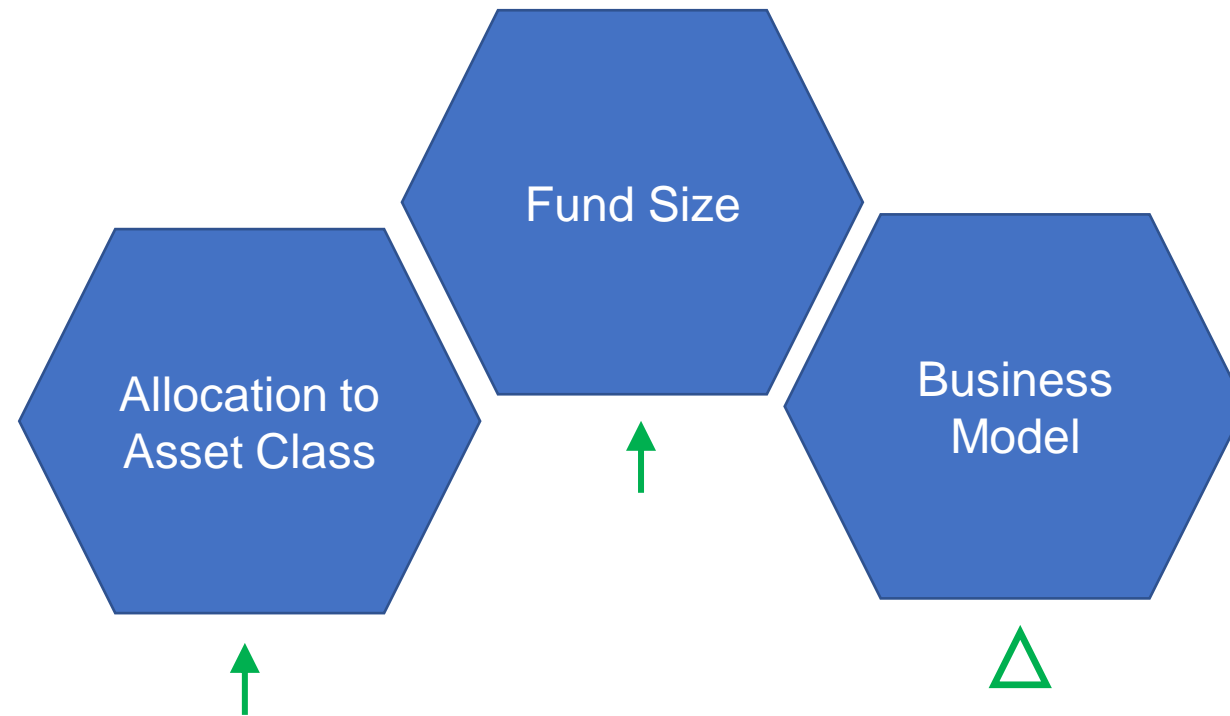 Fund Size
Allocation to
Asset Class
Business
Model